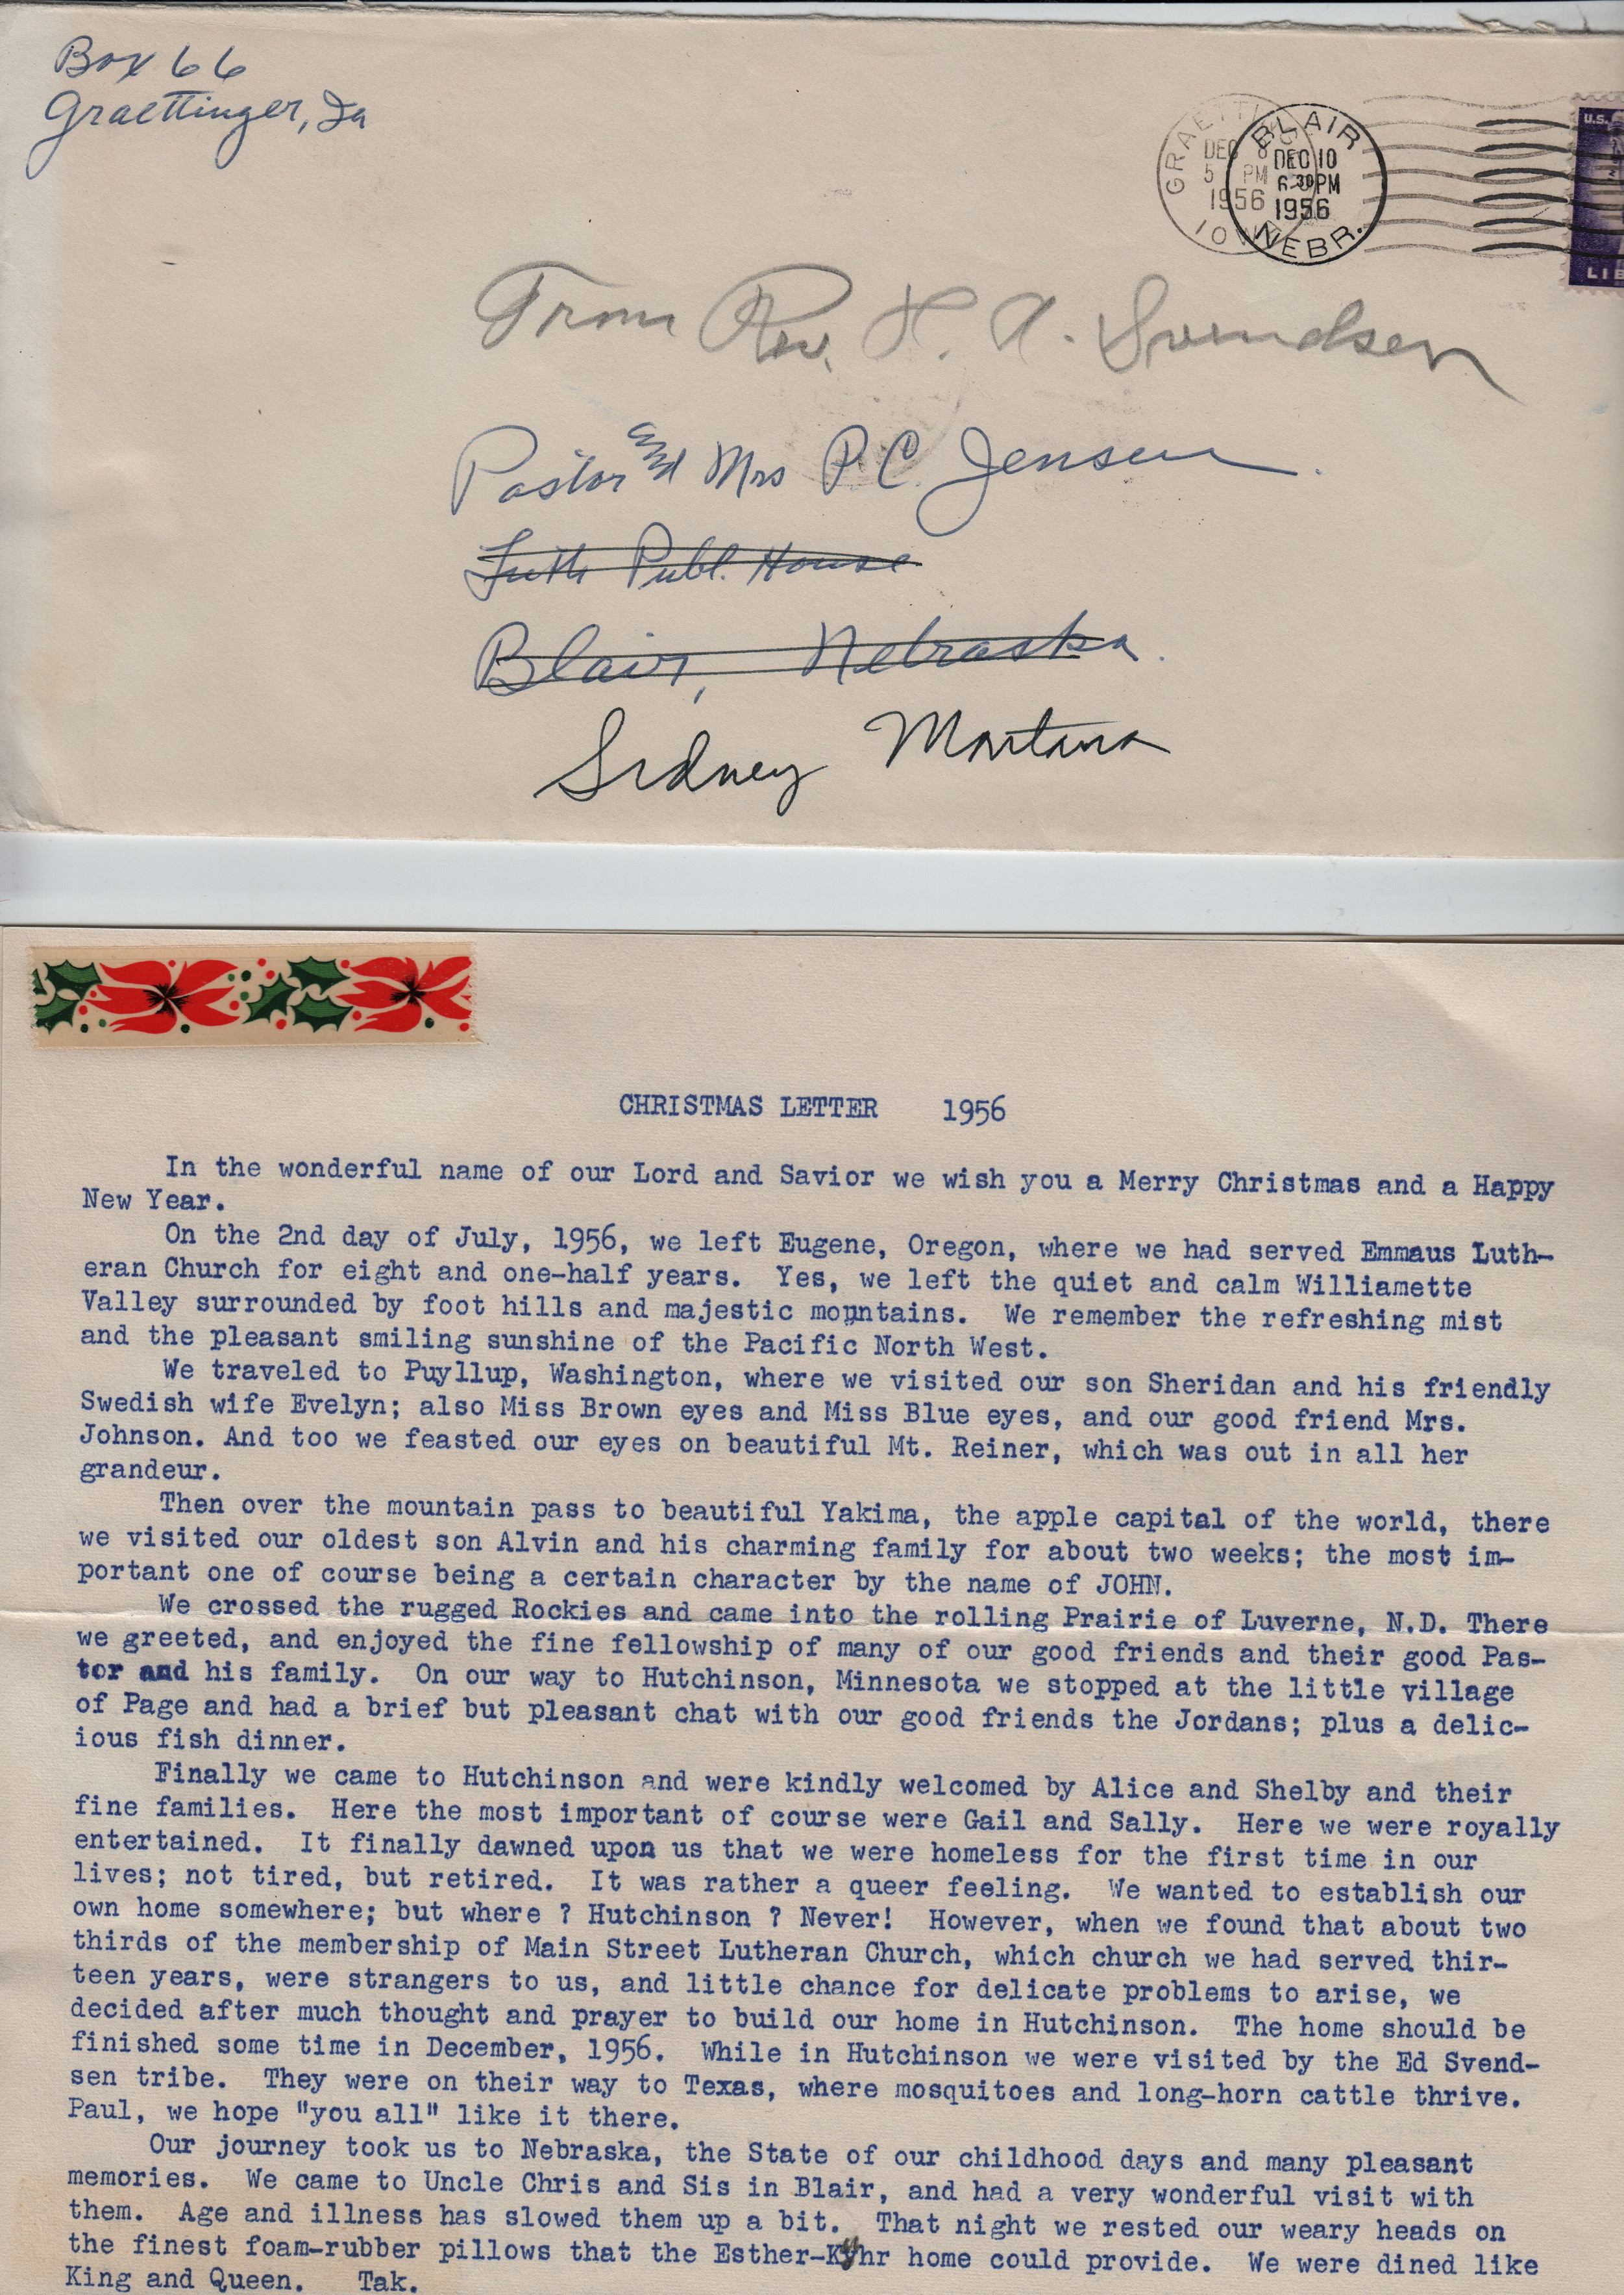 Box 66
Graettinger, Ia
GRAETTI
DEC 8
5 PM
1956
IOWA
BLAIR
DEC 10
6 30 PM
1956
NEBR.
U.S.
LIB
From Rev. H. A. Svendsen
Pastor and Mrs P.C. Jensen
Luth Publ. House
Blair, Nebraska.
Sidney Montana
CHRISTMAS LETTER 1956
In the wonderful name of our Lord and Savior we wish you a Merry Christmas and a Happy
New Year.
On the 2nd day of July, 1956, we left Eugene, Oregon, where we had served Emmaus Luth-
eran Church for eight and one-half years. Yes, we left the quiet and calm Williamette
Valley surrounded by foot hills and majestic mountains. We remember the refreshing mist
and the pleasant smiling sunshine of the Pacific North West.
We traveled to Puyllup, Washington, where we visited our son Sheridan and his friendly
Swedish wife Evelyn; also Miss Brown eyes and Miss Blue eyes, and our good friend Mrs.
Johnson. And too we feasted our eyes on beautiful Mt. Reiner, which was out in all her
grandeur.
Then over the mountain pass to beautiful Yakima, the apple capital of the world, there
we visited our oldest son Alvin and his charming family for about two weeks; the most im-
portant one of course being a certain character by the name of JOHN.
We crossed the rugged Rockies and came into the rolling Prairie of Luverne, N.D. There
we greeted, and enjoyed the fine fellowship of many of our good friends and their good Pas-
tor and his family. On our way to Hutchinson, Minnesota we stopped at the little village
of Page and had a brief but pleasant chat with our good friends the Jordans; plus a delic-
ious fish dinner.
Finally we came to Hutchinson and were kindly welcomed by Alice and Shelby and their
fine families. Here the most important of course were Gail and Sally. Here we were royally
entertained. It finally dawned upon us that we were homeless for the first time in our
lives; not tired, but retired. It was rather a queer feeling. We wanted to establish our
own home somewhere; but where ? Hutchinson ? Never! However, when we found that about two
thirds of the membership of Main Street Lutheran Church, which church we had served thir-
teen years, were strangers to us, and little chance for delicate problems to arise, we
decided after much thought and prayer to build our home in Hutchinson. The home should be
finished some time in December, 1956. While in Hutchinson we were visited by the Ed Svend-
sen tribe. They were on their way to Texas, where mosquitoes and long-horn cattle thrive.
Paul, we hope "you all" like it there.
Our journey took us to Nebraska, the State of our childhood days and many pleasant
memories. We came to Uncle Chris and Sis in Blair, and had a very wonderful visit with
them. Age and illness has slowed them up a bit. That night we rested our weary heads on
the finest foam-rubber pillows that the Esther-Kyhr home could provide. We were dined like
King and Queen. Tak.